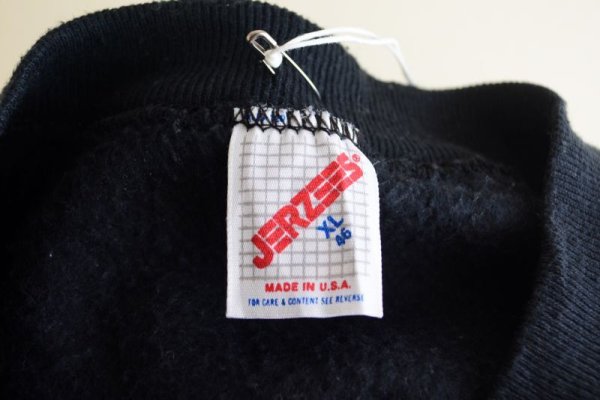 JERZEES®
XL
46
MADE IN U.S.A.
FOR CARE & CONTENT SEE REVERSE